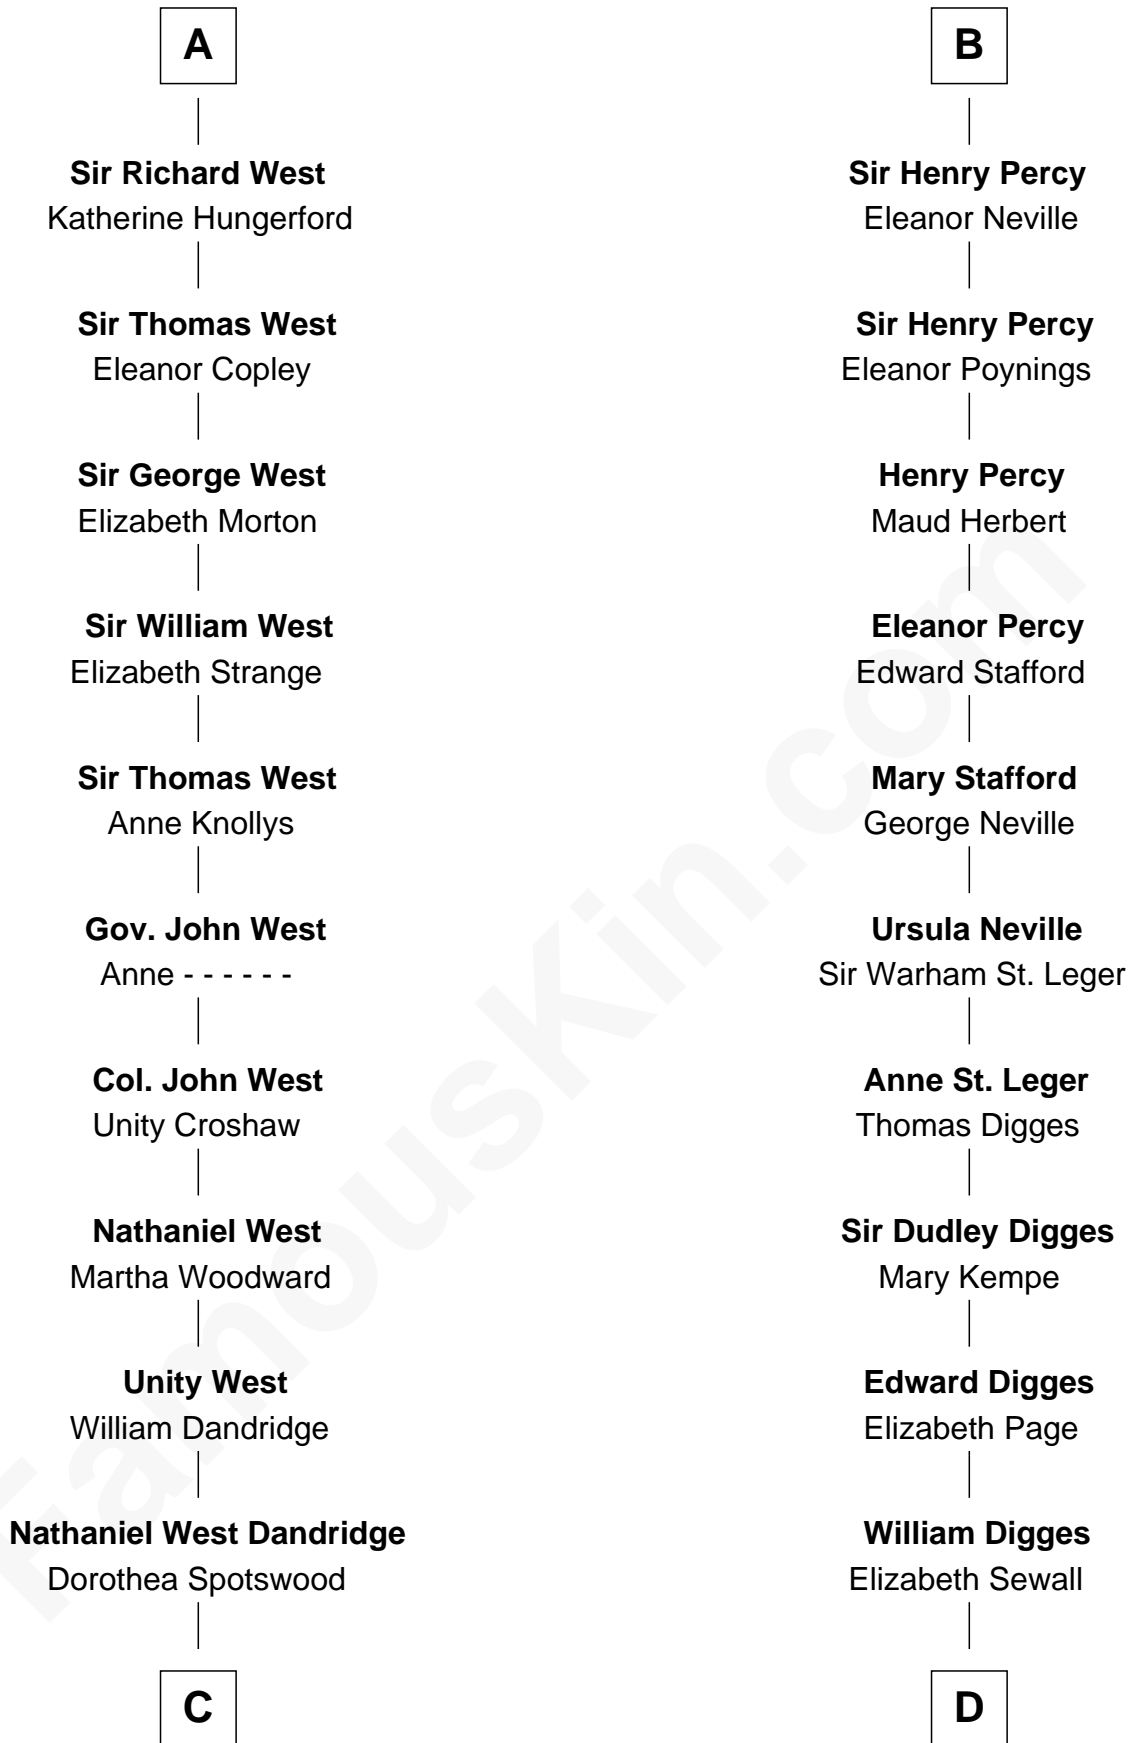 A
Sir Richard West
Katherine Hungerford
Sir Thomas West
Eleanor Copley
Sir George West
Elizabeth Morton
Sir William West
Elizabeth Strange
Sir Thomas West
Anne Knollys
Gov. John West
Anne - - - - - -
Col. John West
Unity Croshaw
Nathaniel West
Martha Woodward
Unity West
William Dandridge
Nathaniel West Dandridge
Dorothea Spotswood
C
B
Sir Henry Percy
Eleanor Neville
Sir Henry Percy
Eleanor Poynings
Henry Percy
Maud Herbert
Eleanor Percy
Edward Stafford
Mary Stafford
George Neville
Ursula Neville
Sir Warham St. Leger
Anne St. Leger
Thomas Digges
Sir Dudley Digges
Mary Kempe
Edward Digges
Elizabeth Page
William Digges
Elizabeth Sewall
D
FamousKin.com